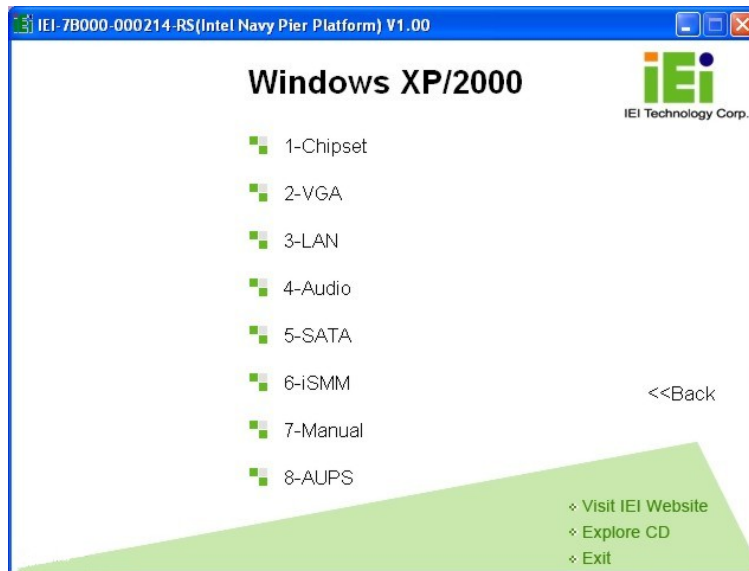 IEI-7B000-000214-RS(Intel Navy Pier Platform) V1.00
Windows XP/2000
iEi
IEI Technology Corp.
1-Chipset
2-VGA
3-LAN
4-Audio
5-SATA
6-iSMM
<<Back
7-Manual
8-AUPS
Visit IEI Website
Explore CD
Exit